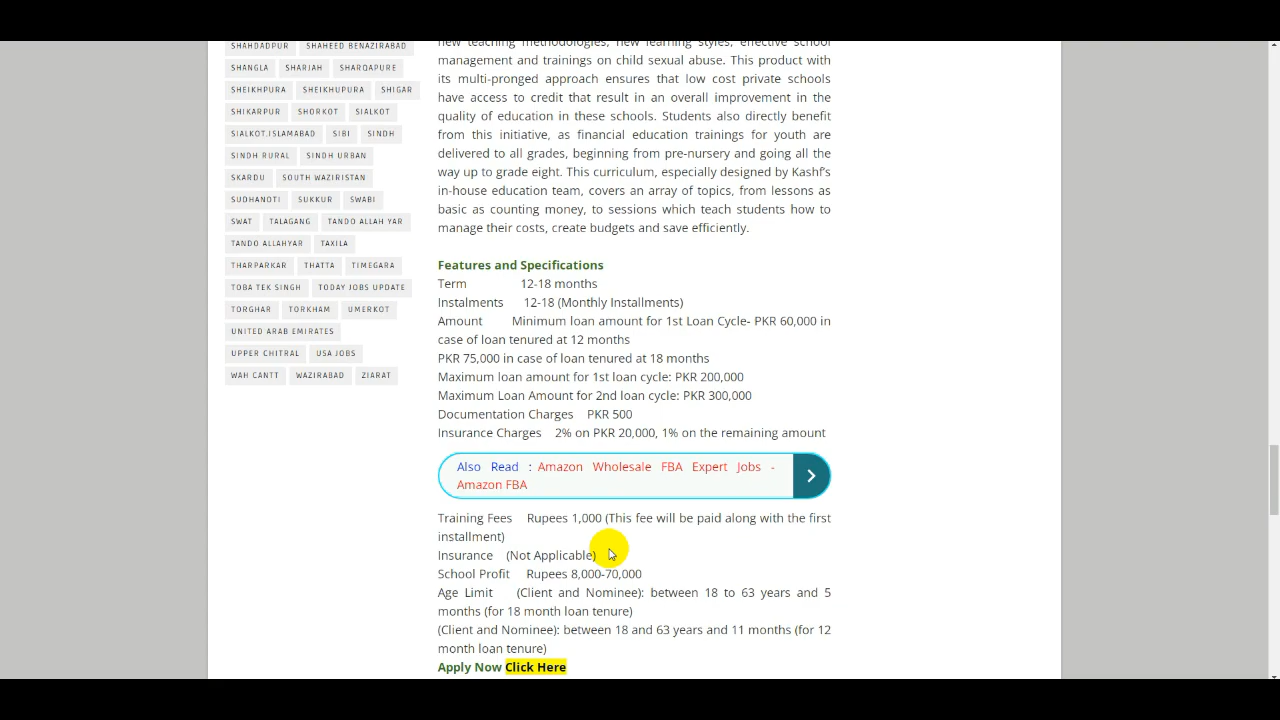 SHAHDADPUR SHAHEED BENAZIRABAD
SHANGLA SHARJAH SHARQAPURE
SHEIKHPURA SHEIKHUPURA SHIGAR
SHIKARPUR SHORKOT SIALKOT
SIALKOT.ISLAMABAD SIBI SINDH
SINDH RURAL SINDH URBAN
SKARDU SOUTH WAZIRISTAN
SUDHANOTI SUKKUR SWABI
SWAT TALAGANG TANDO ALLAH YAR
TANDO ALLAHYAR TAXILA
THARPARKAR THATTA TIMEGARA
TOBA TEK SINGH TODAY JOBS UPDATE
TORGHAR TORKHAM UMERKOT
UNITED ARAB EMIRATES
UPPER CHITRAL USA JOBS
WAH CANTT WAZIRABAD ZIARAT
new teaching methodologies, new learning styles, effective school
management and trainings on child sexual abuse. This product with
its multi-pronged approach ensures that low cost private schools
have access to credit that result in an overall improvement in the
quality of education in these schools. Students also directly benefit
from this initiative, as financial education trainings for youth are
delivered to all grades, beginning from pre-nursery and going all the
way up to grade eight. This curriculum, especially designed by Kashf's
in-house education team, covers an array of topics, from lessons as
basic as counting money, to sessions which teach students how to
manage their costs, create budgets and save efficiently.
Features and Specifications
Term 12-18 months
Instalments 12-18 (Monthly Installments)
Amount Minimum loan amount for 1st Loan Cycle- PKR 60,000 in
case of loan tenured at 12 months
PKR 75,000 in case of loan tenured at 18 months
Maximum loan amount for 1st loan cycle: PKR 200,000
Maximum Loan Amount for 2nd loan cycle: PKR 300,000
Documentation Charges PKR 500
Insurance Charges 2% on PKR 20,000, 1% on the remaining amount
Also Read : Amazon Wholesale FBA Expert Jobs -
Amazon FBA
Training Fees Rupees 1,000 (This fee will be paid along with the first
installment)
Insurance (Not Applicable)
School Profit Rupees 8,000-70,000
Age Limit (Client and Nominee): between 18 to 63 years and 5
months (for 18 month loan tenure)
(Client and Nominee): between 18 and 63 years and 11 months (for 12
month loan tenure)
Apply Now Click Here